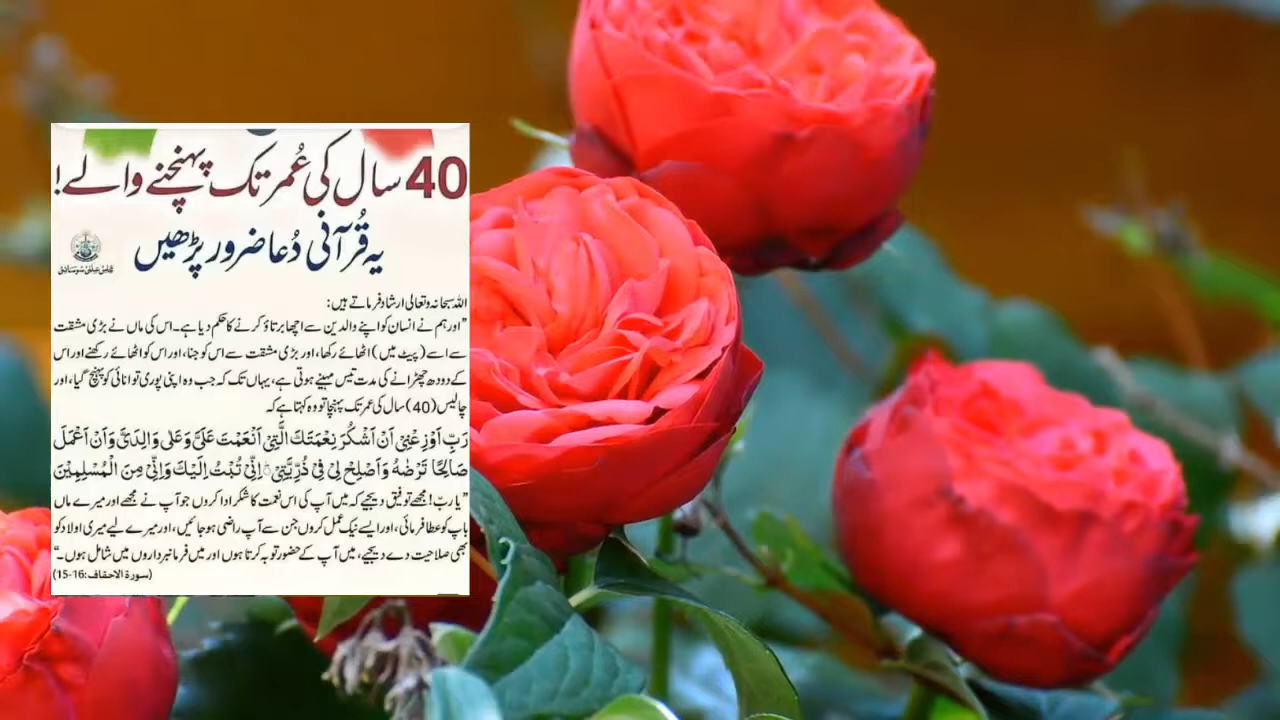 40 سال کی عُمر تک پہنچنے والے!
یہ قُرآنی دُعا ضرور پڑھیں
اللہ سبحانہ وتعالی ارشاد فرماتے ہیں:
"اور ہم نے انسان کو اپنے والدین سے اچھا برتاؤ کرنے کا حکم دیا ہے۔ اس کی ماں نے بڑی مشقت
سے اسے (پیٹ میں) اٹھائے رکھا، اور بڑی مشقت سے اس کو جنا، اور اس کو اٹھائے رکھنے اور اس
کے دودھ چھڑانے کی مدت تیس مہینے ہوتی ہے، یہاں تک کہ جب وہ اپنی پوری توانائی کو پہنچ گیا، اور
چالیس (40) سال کی عمر تک پہنچا تو وہ کہتا ہے کہ
رَبِّ اَوْزِعْنِیْۤ اَنْ اَشْكُرَ نِعْمَتَكَ الَّتِیْۤ اَنْعَمْتَ عَلَیَّ وَعَلٰی وَالِدَیَّ وَاَنْ اَعْمَلَ
صَالِحًا تَرْضٰىهُ وَاَصْلِحْ لِیْ فِیْ ذُرِّیَّتِیْ ۚ اِنِّیْ تُبْتُ اِلَیْكَ وَاِنِّیْ مِنَ الْمُسْلِمِیْنَ
"یا ربّ! مجھے توفیق دیجیے کہ میں آپ کی اس نعمت کا شکر ادا کروں جو آپ نے مجھے اور میرے ماں
باپ کو عطا فرمائی، اور ایسے نیک عمل کروں جن سے آپ راضی ہو جائیں، اور میرے لیے میری اولاد کو
بھی صلاحیت دے دیجیے، میں آپ کے حضور توبہ کرتا ہوں اور میں فرمانبرداروں میں شامل ہوں۔"
(سورۃ الاحقاف:16-15)